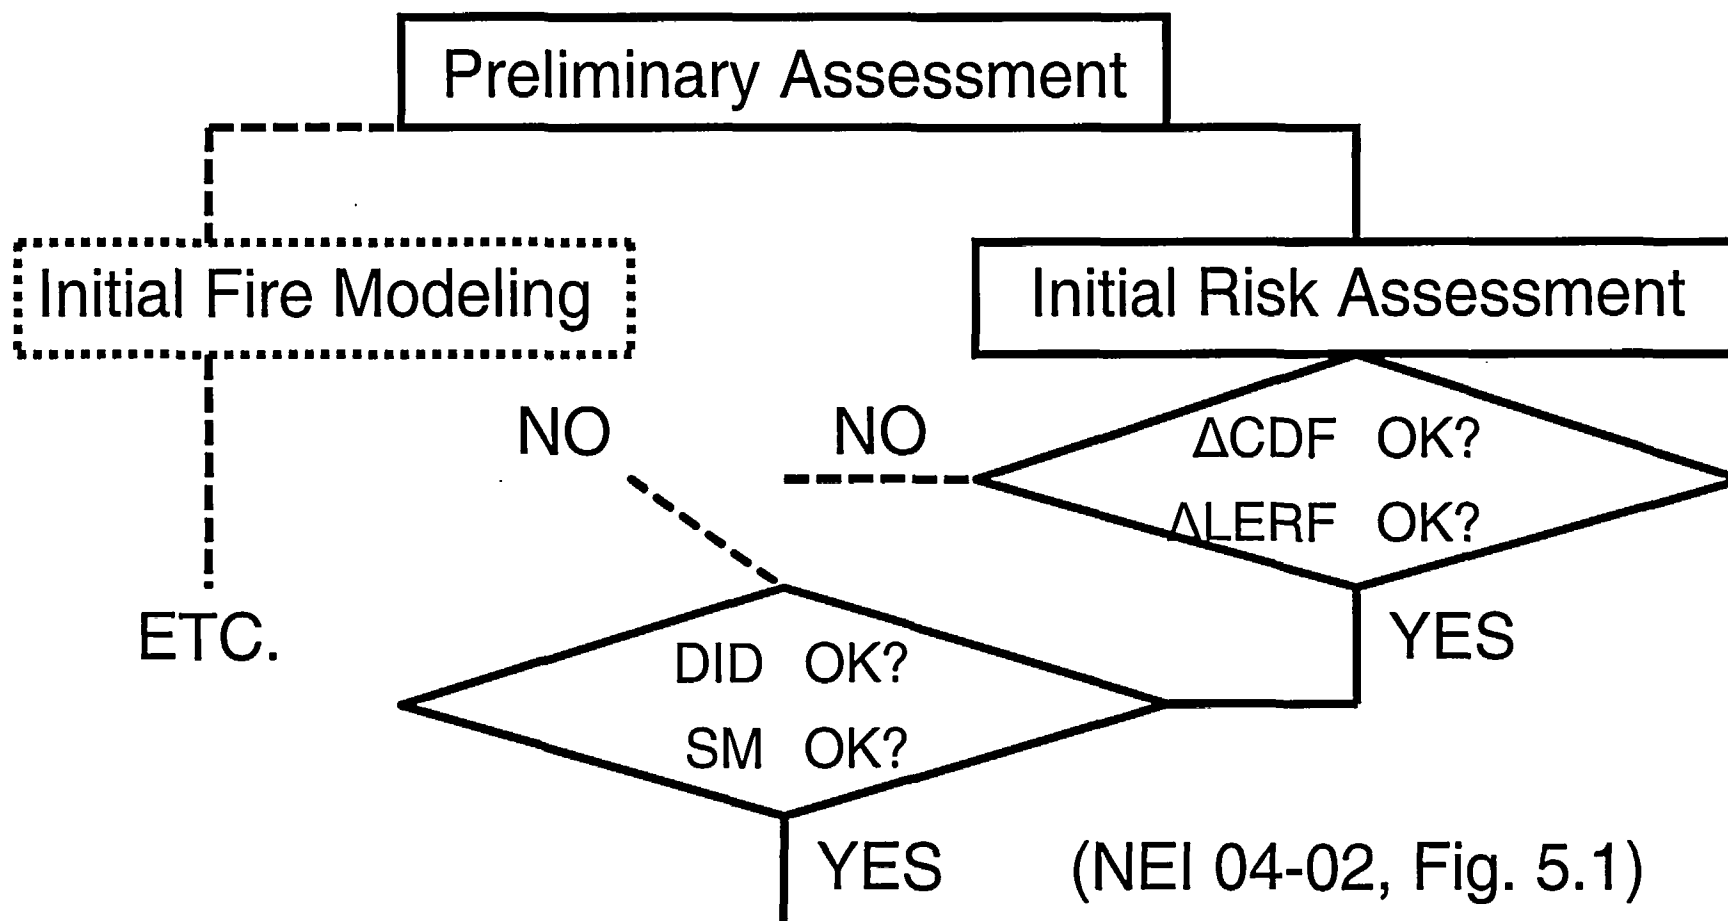 Preliminary Assessment
Initial Fire Modeling
Initial Risk Assessment
NO
NO
ΔCDF OK?
ΔLERF OK?
ETC.
YES
DID OK?
SM OK?
YES
(NEI 04-02, Fig. 5.1)